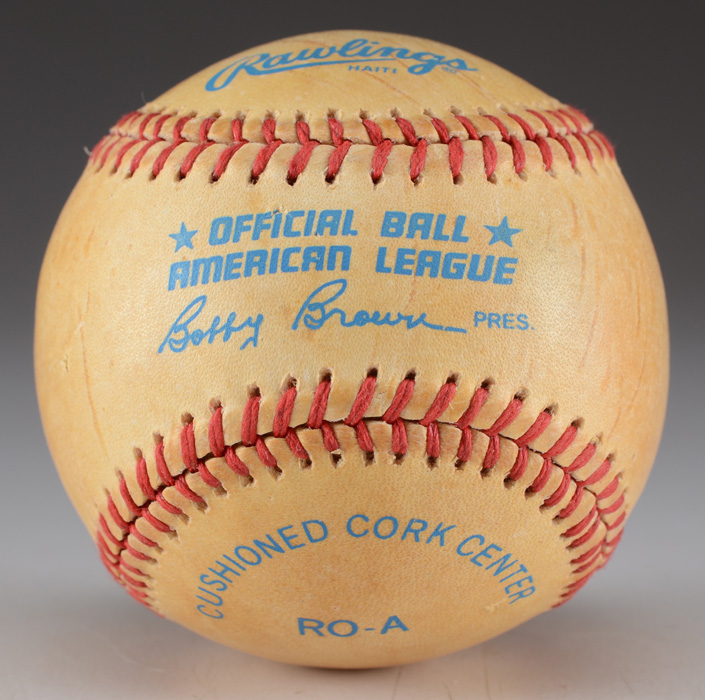 Rawlings
HAITI
★ OFFICIAL BALL ★
AMERICAN LEAGUE
Bobby Brown PRES.
CUSHIONED CORK CENTER
RO-A